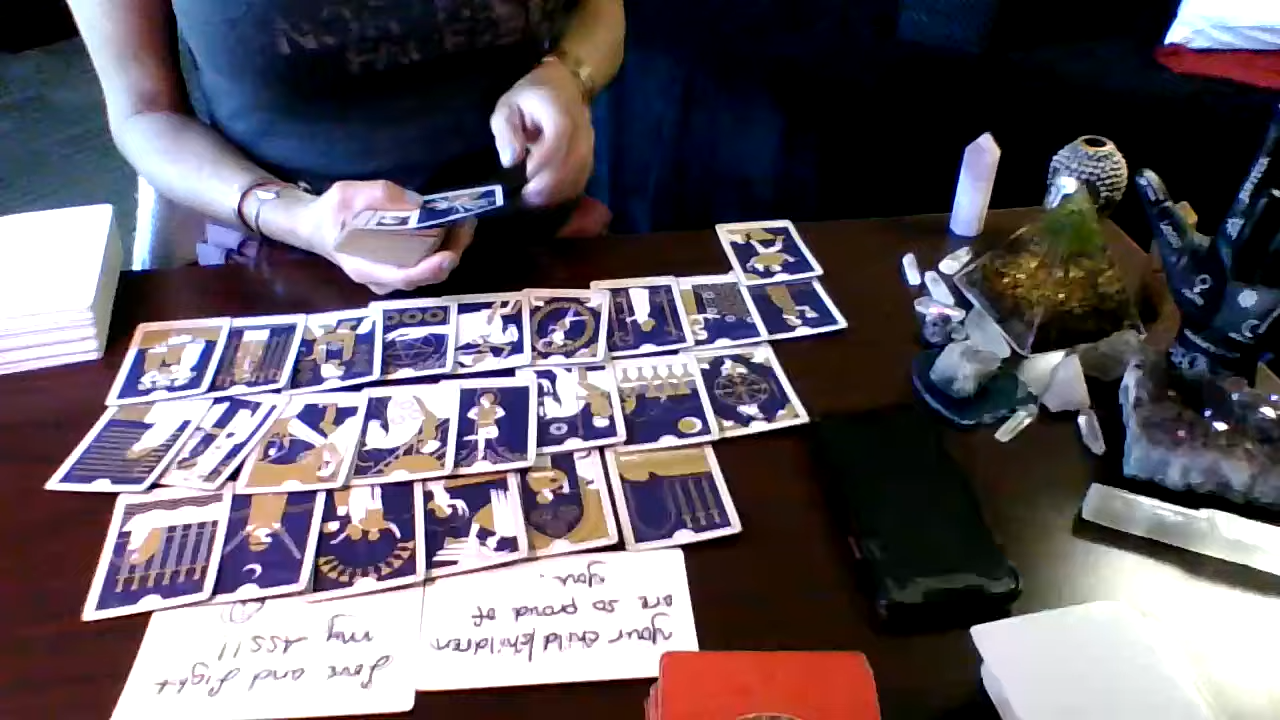 Love and Light
my ASS!!
your child/children
are so proud of
you.